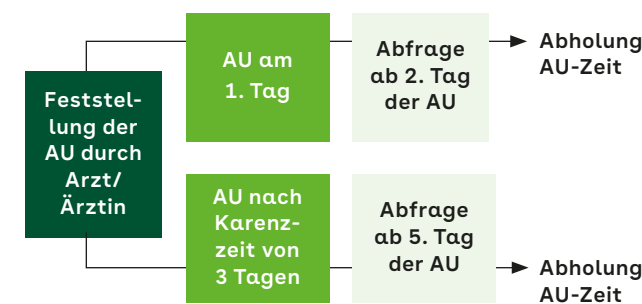 Feststel-
lung der
AU durch
Arzt/
Ärztin
AU am
1. Tag
Abfrage
ab 2. Tag
der AU
Abholung
AU-Zeit
AU nach
Karenz-
zeit von
3 Tagen
Abfrage
ab 5. Tag
der AU
Abholung
AU-Zeit